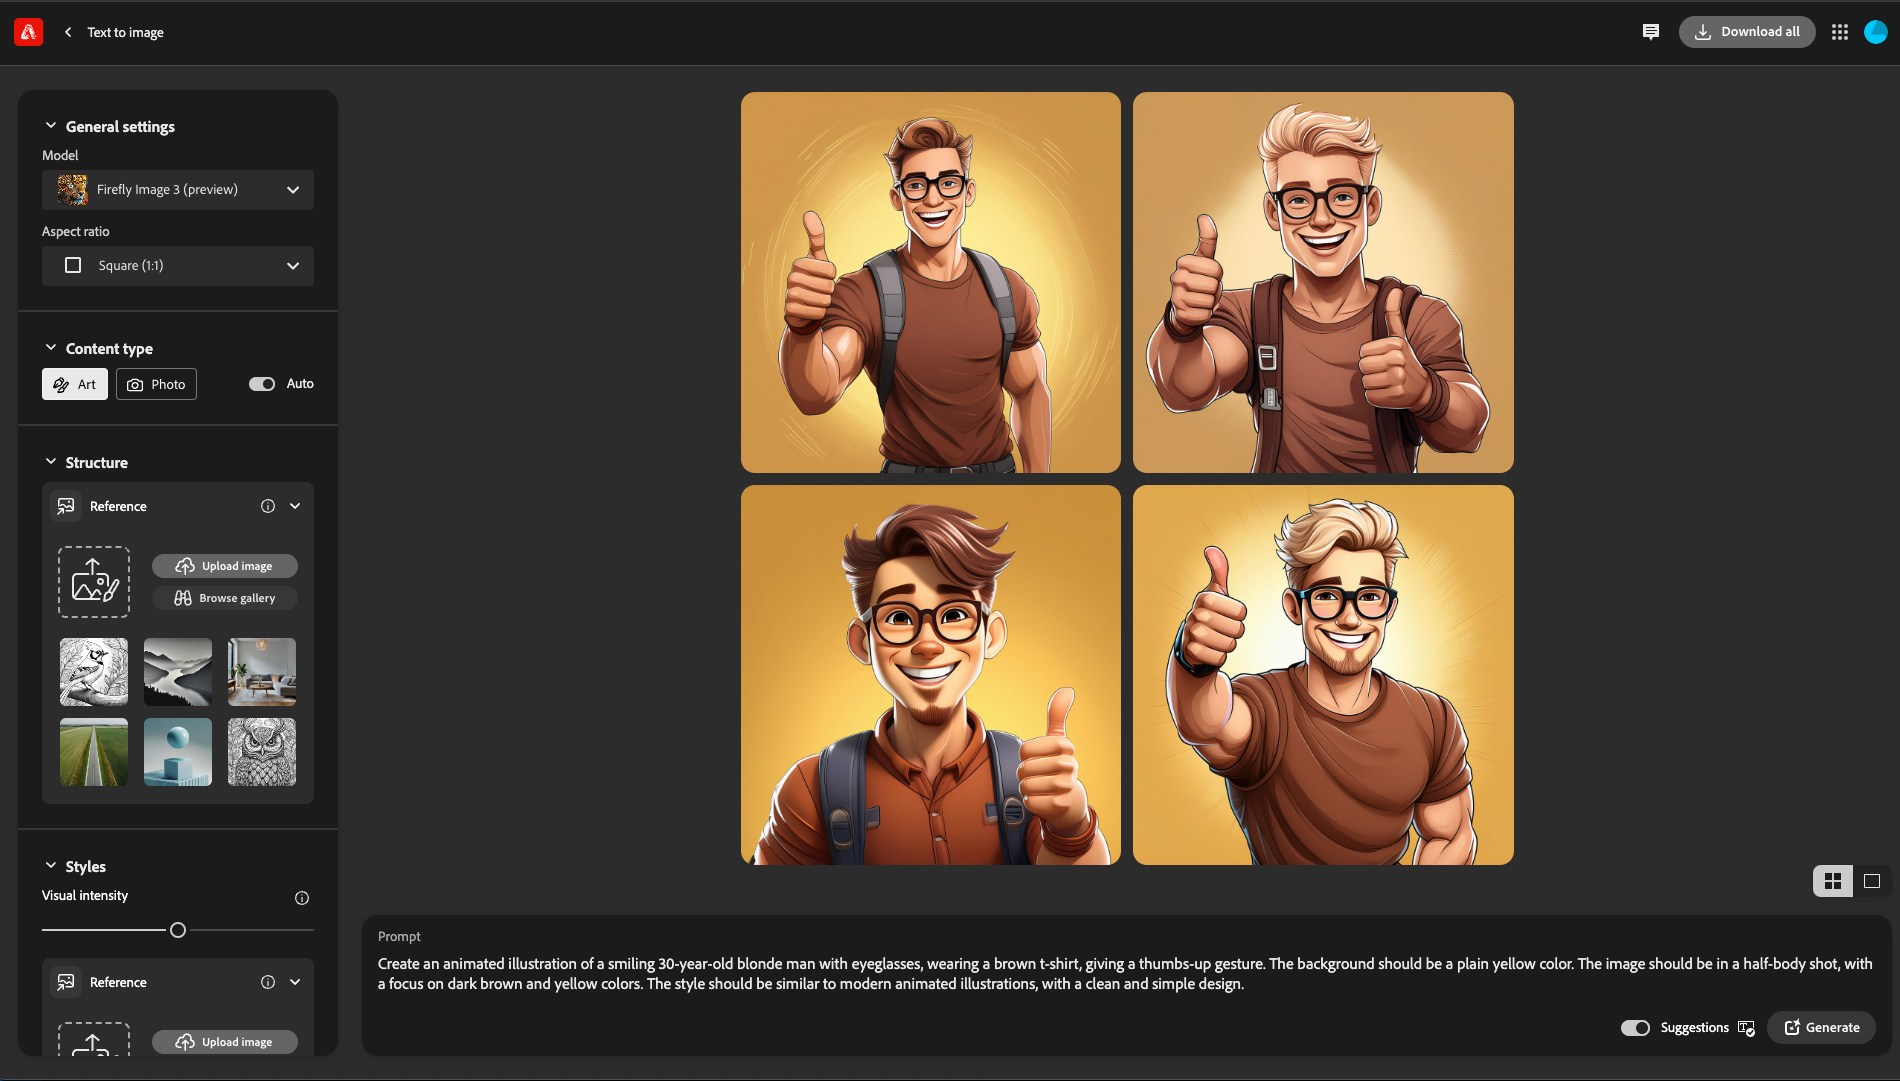 Text to image
Download all
General settings
Model
Firefly Image 3 (preview)
Aspect ratio
Square (1:1)
Content type
Art
Photo
Auto
Structure
Reference
Upload image
Browse gallery
Styles
Visual intensity
Reference
Upload image
Prompt
Create an animated illustration of a smiling 30-year-old blonde man with eyeglasses, wearing a brown t-shirt, giving a thumbs-up gesture. The background should be a plain yellow color. The image should be in a half-body shot, with
a focus on dark brown and yellow colors. The style should be similar to modern animated illustrations, with a clean and simple design.
Suggestions
Generate